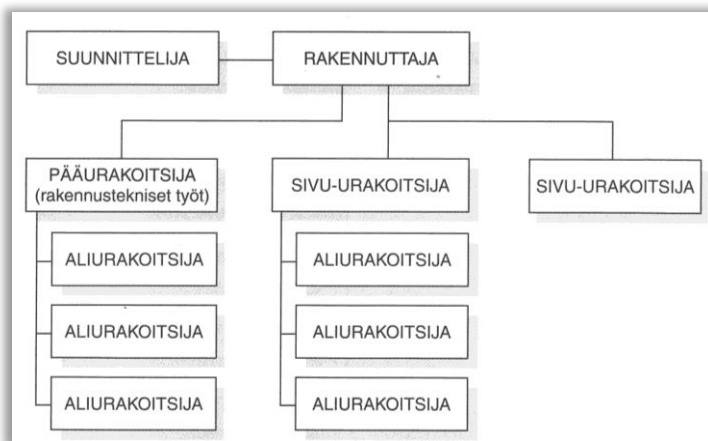 SUUNNITTELIJA
RAKENNUTTAJA
PÄÄURAKOITSIJA
(rakennustekniset työt)
SIVU-URAKOITSIJA
SIVU-URAKOITSIJA
ALIURAKOITSIJA
ALIURAKOITSIJA
ALIURAKOITSIJA
ALIURAKOITSIJA
ALIURAKOITSIJA
ALIURAKOITSIJA